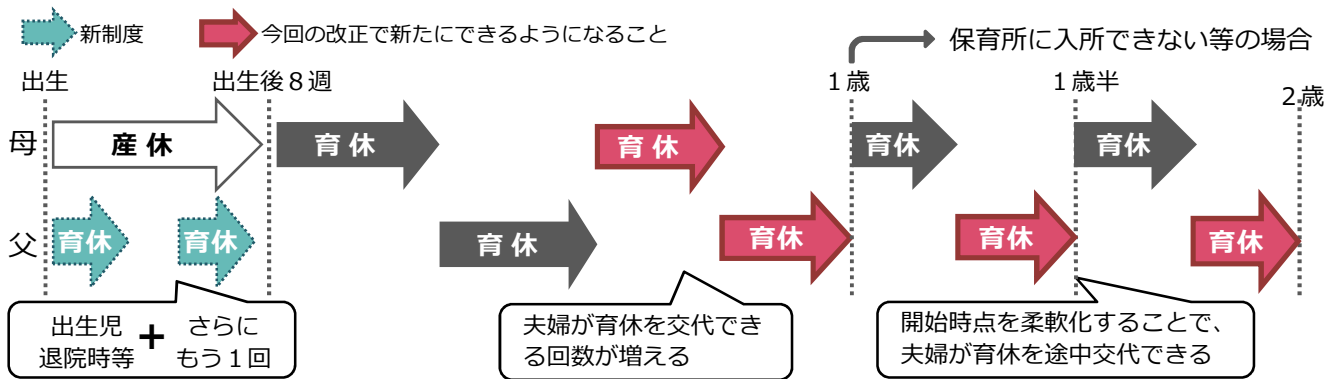 新制度
今回の改正で新たにできるようになること
保育所に入所できない等の場合
出生
出生後８週
１歳
１歳半
２歳
母
産休
育休
育休
育休
育休
父
育休
育休
育休
育休
育休
育休
出生児
退院時等
+
さらに
もう１回
夫婦が育休を交代でき
る回数が増える
開始時点を柔軟化することで、
夫婦が育休を途中交代できる